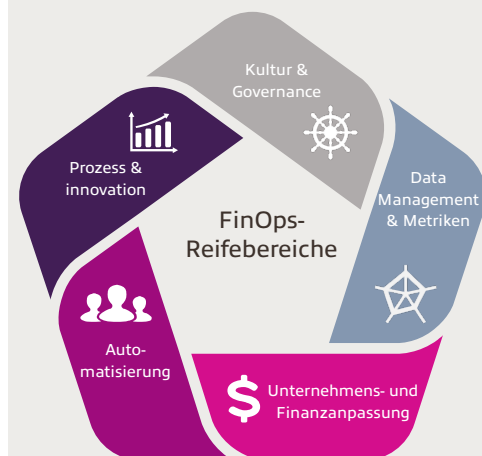 Kultur &
Governance
Prozess &
innovation
Data
Management
& Metriken
FinOps-
Reifebereiche
Auto-
matisierung
$ Unternehmens- und
Finanzanpassung